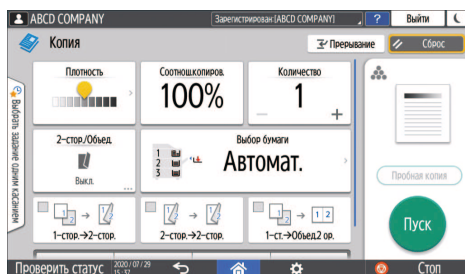 ABCD COMPANY
Зарегистрирован:[ABCD COMPANY]
?
Выйти
Копия
Прерывание
Сброс
Выбрать задание одним касанием
Плотность
Соотношкопиров.
100%
Количество
1
− +
2-стор./Объед.
Выкл.
...
Выбор бумаги
1
2
3
Автомат.
1-стор.→2-стор.
2-стор.→2-стор.
1 2
1-ст.→Объед2 ор.
Пробная копия
Пуск
Проверить статус
2020/07/29
15:37
Стоп